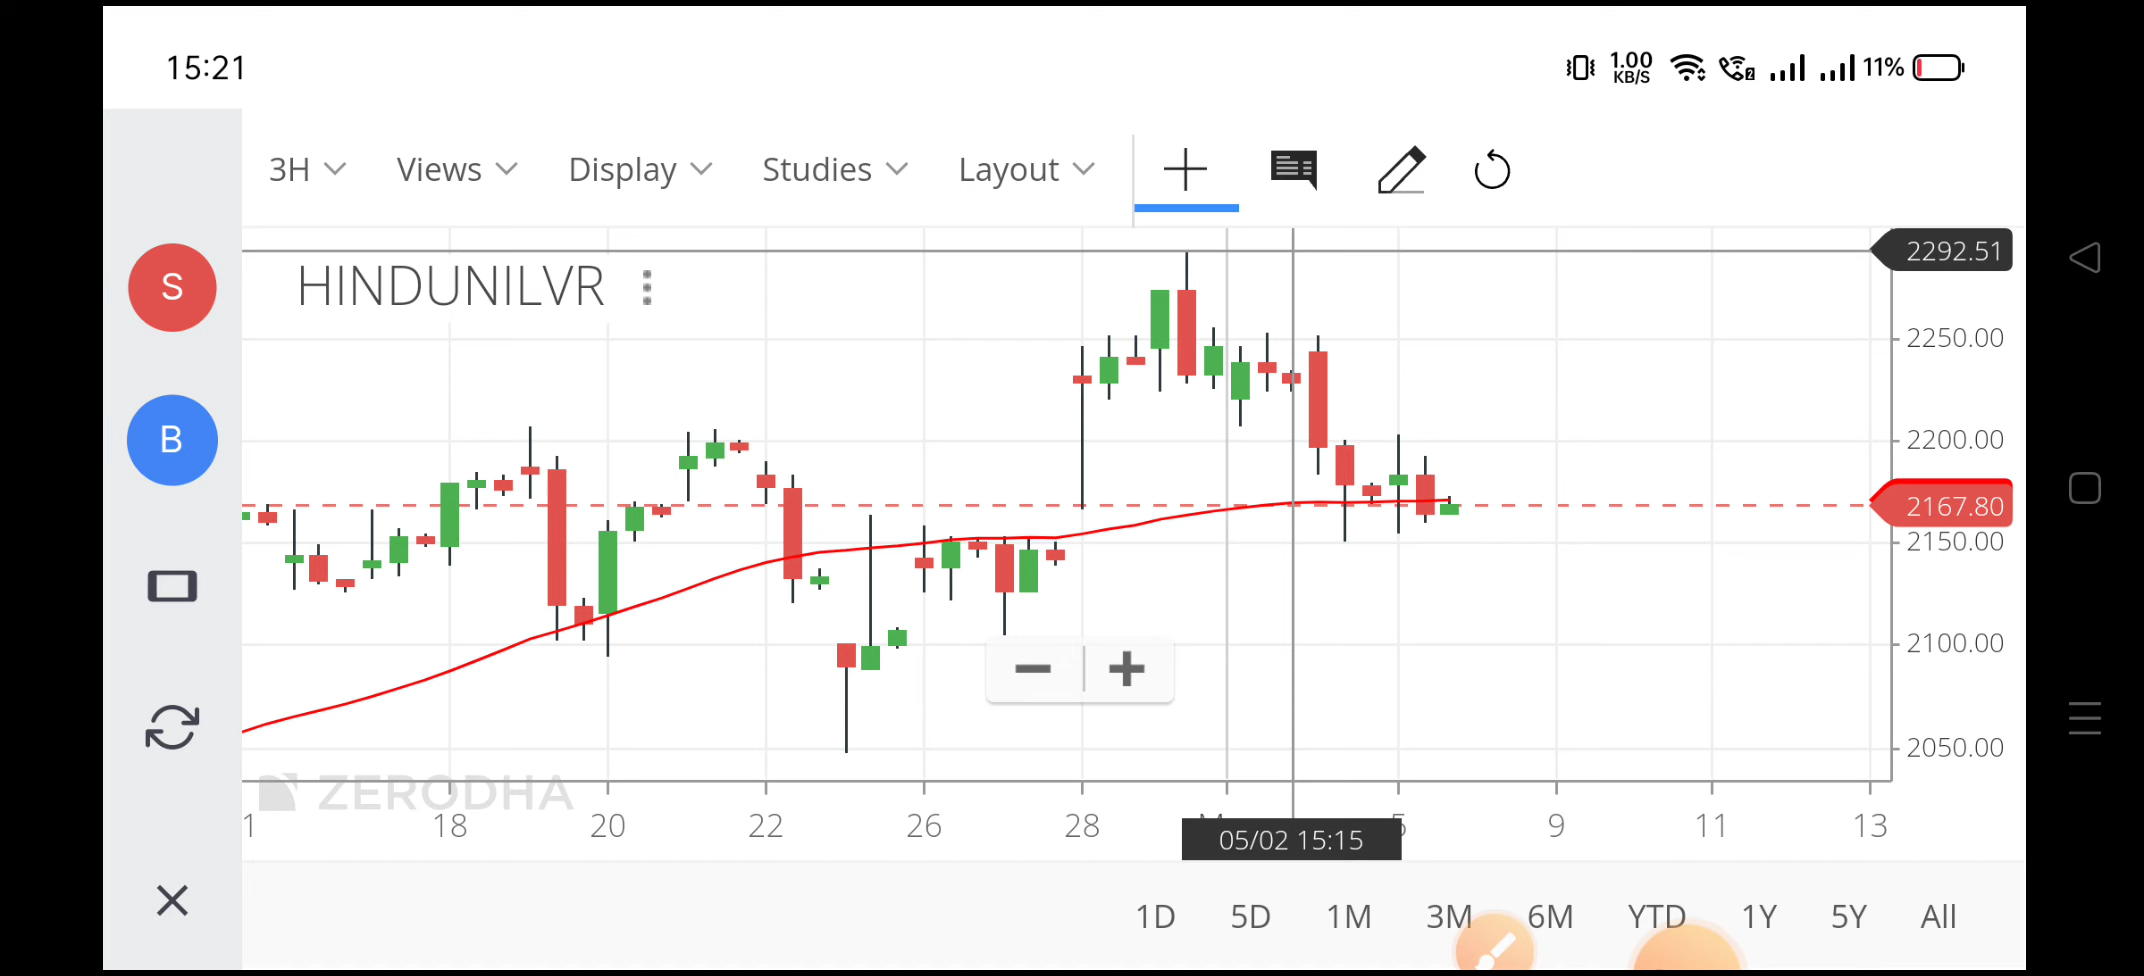 15:21
1.00
KB/S
2
11%
3H Views Display Studies Layout
S
B
HINDUNILVR
2292.51
2250.00
2200.00
2167.80
2150.00
2100.00
2050.00
ZERODHA
1 18 20 22 26 28 5 9 11 13
05/02 15:15
1D 5D 1M 3M 6M YTD 1Y 5Y All